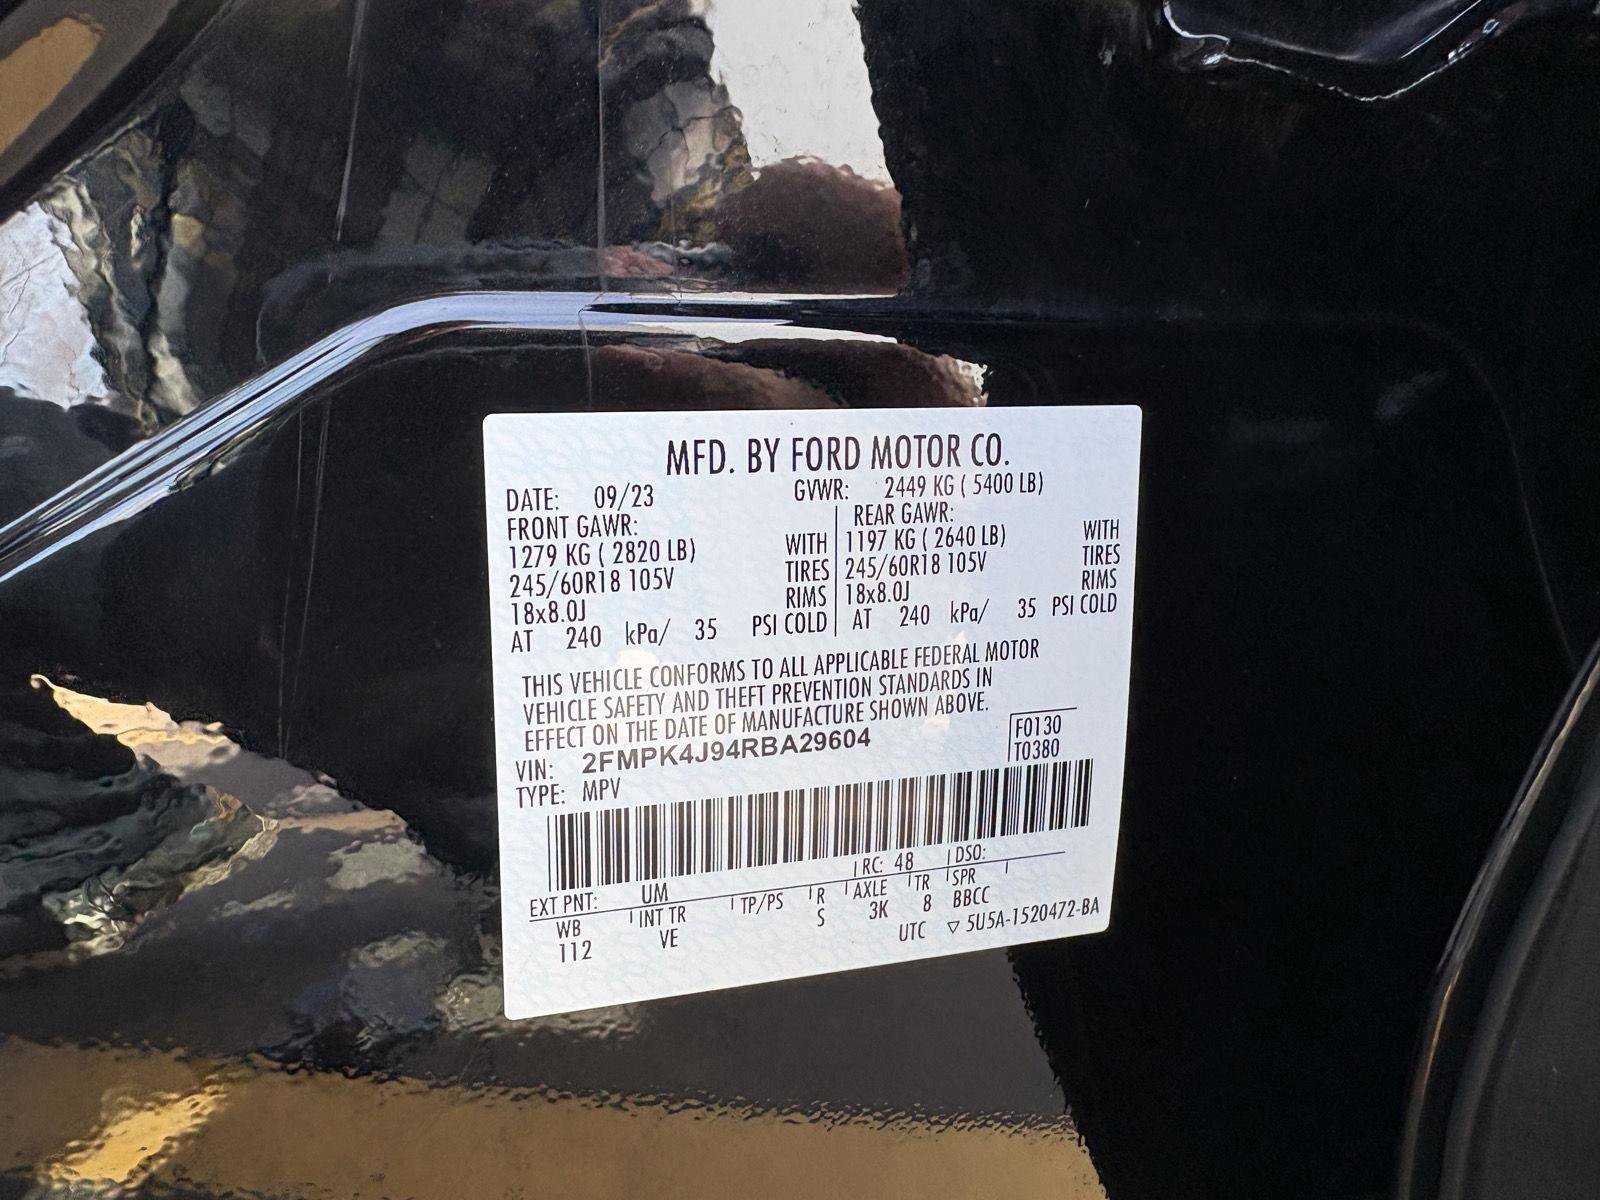 MFD. BY FORD MOTOR CO.
DATE: 09/23 GVWR: 2449 KG ( 5400 LB)
FRONT GAWR: REAR GAWR:
1279 KG ( 2820 LB) WITH 1197 KG ( 2640 LB) WITH
245/60R18 105V TIRES 245/60R18 105V TIRES
18x8.0J RIMS 18x8.0J RIMS
AT 240 kPa/ 35 PSI COLD AT 240 kPa/ 35 PSI COLD
THIS VEHICLE CONFORMS TO ALL APPLICABLE FEDERAL MOTOR
VEHICLE SAFETY AND THEFT PREVENTION STANDARDS IN
EFFECT ON THE DATE OF MANUFACTURE SHOWN ABOVE.
VIN: 2FMPK4J94RBA29604 F0130
TYPE: MPV T0380
EXT PNT: UM RC: 48 DSO:
WB INT TR TP/PS R AXLE TR SPR
112 VE S 3K 8 BBCC
UTC ▽ 5U5A-1520472-BA